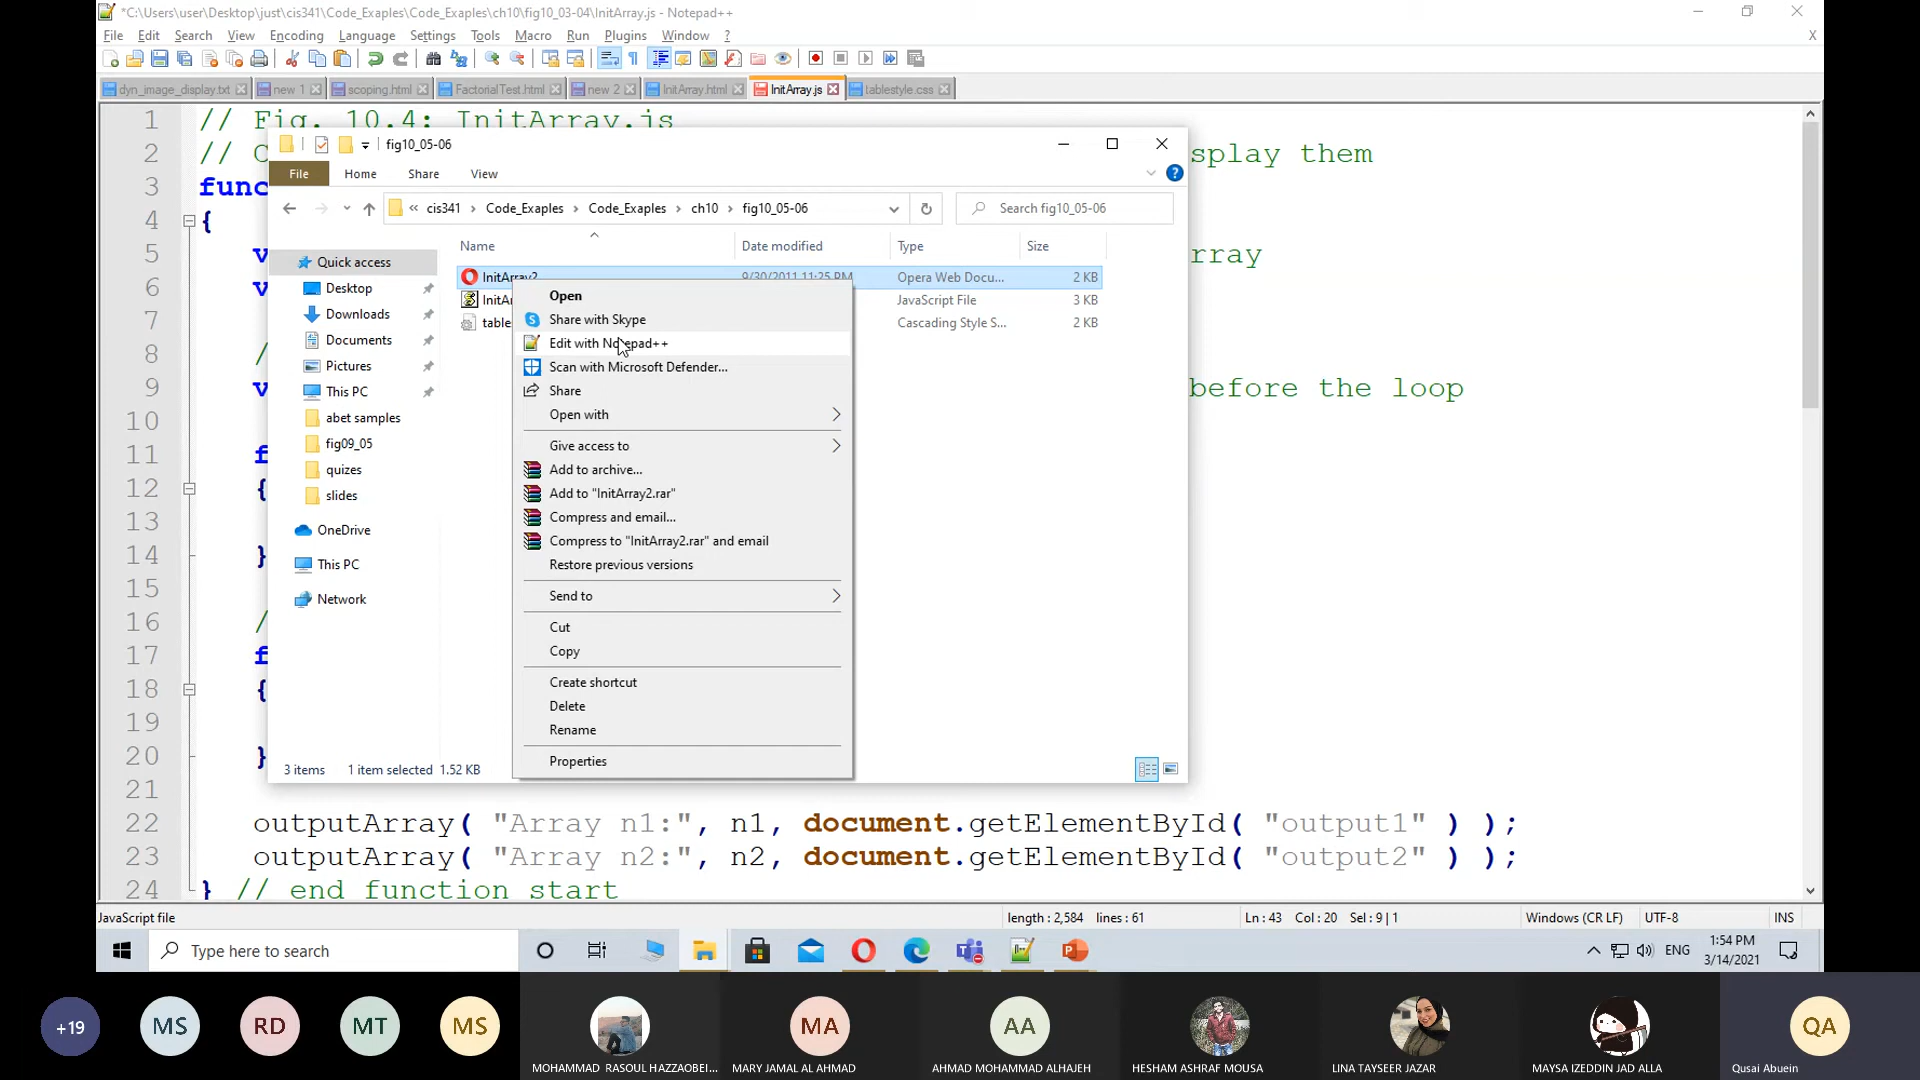 *C:\Users\user\Desktop\just\cis341\Code_Exaples\Code_Exaples\ch10\fig10_03-04\InitArray.js - Notepad++
File Edit Search View Encoding Language Settings Tools Macro Run Plugins Window ? X
dyn_image_display.txt new 1 scoping.html FactorialTest.html new 2 InitArray.html InitArray.js tablestyle.css
1 // Fig. 10.4: InitArray.js
2 // splay them
3 func
4 {
5 v rray
6 v
7
8 /
9 v before the loop
10
11 f
12 {
13
14 }
15
16 /
17 f
18 {
19
20 }
21
22 outputArray( "Array n1:", n1, document.getElementById( "output1" ) );
23 outputArray( "Array n2:", n2, document.getElementById( "output2" ) );
24 } // end function start
fig10_05-06
File Home Share View
« cis341 > Code_Exaples > Code_Exaples > ch10 > fig10_05-06
Search fig10_05-06
Name Date modified Type Size
InitArray2 9/30/2011 11:25 PM Opera Web Docu... 2 KB
InitA JavaScript File 3 KB
table Cascading Style S... 2 KB
Quick access
Desktop
Downloads
Documents
Pictures
This PC
abet samples
fig09_05
quizes
slides
OneDrive
This PC
Network
Open
Share with Skype
Edit with Notepad++
Scan with Microsoft Defender...
Share
Open with
Give access to
Add to archive...
Add to "InitArray2.rar"
Compress and email...
Compress to "InitArray2.rar" and email
Restore previous versions
Send to
Cut
Copy
Create shortcut
Delete
Rename
Properties
3 items 1 item selected 1.52 KB
JavaScript file length : 2,584 lines : 61 Ln : 43 Col : 20 Sel : 9 | 1 Windows (CR LF) UTF-8 INS
Type here to search
ENG
1:54 PM
3/14/2021
+19
MS
RD
MT
MS
MA
AA
QA
MOHAMMAD RASOUL HAZZAOBEI...
MARY JAMAL AL AHMAD
AHMAD MOHAMMAD ALHAJEH
HESHAM ASHRAF MOUSA
LINA TAYSEER JAZAR
MAYSA IZEDDIN JAD ALLA
Qusai Abuein